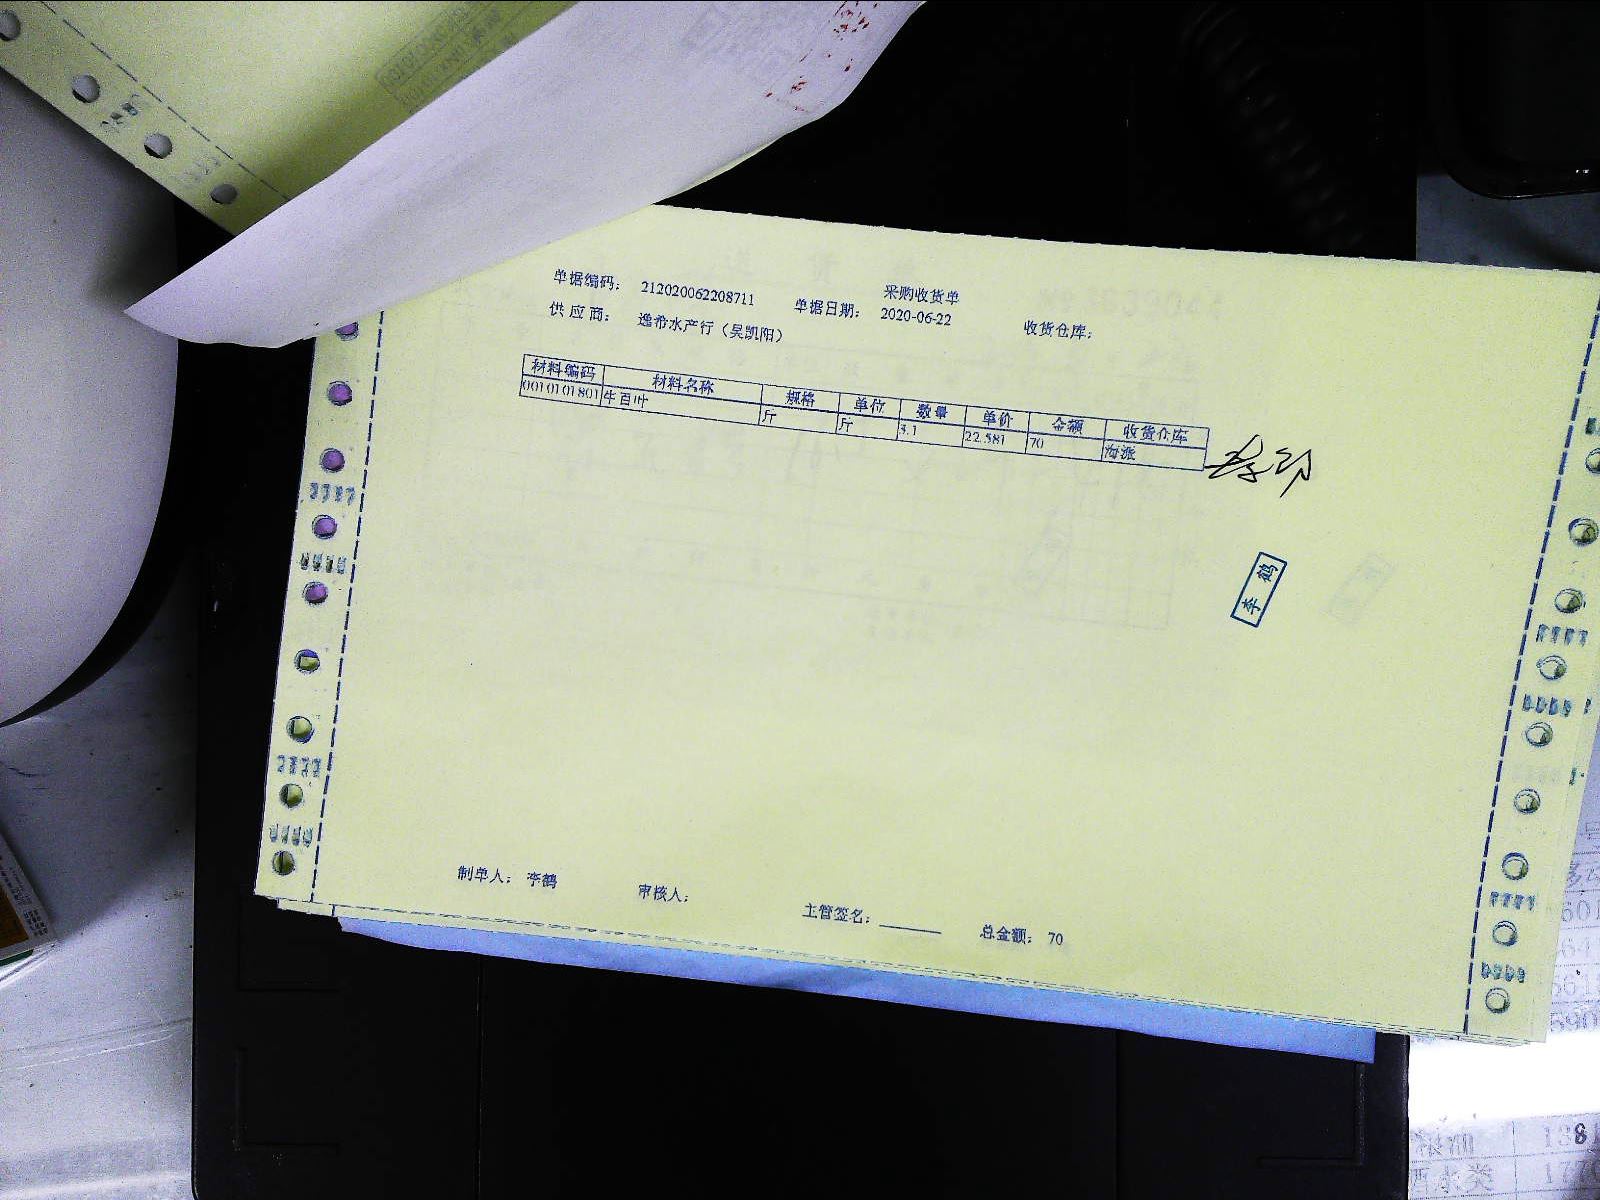 采购收货单
单据编码： 212020062208711 单据日期： 2020-06-22 收货仓库：
供应商： 逸希水产行（吴凯阳）
材料编码 材料名称 规格 单位 数量 单价 金额 收货仓库
0010101801 牛百叶 斤 斤 3.1 22.581 70 海派
李鹤
制单人： 李鹤 审核人： 主管签名： 总金额： 70